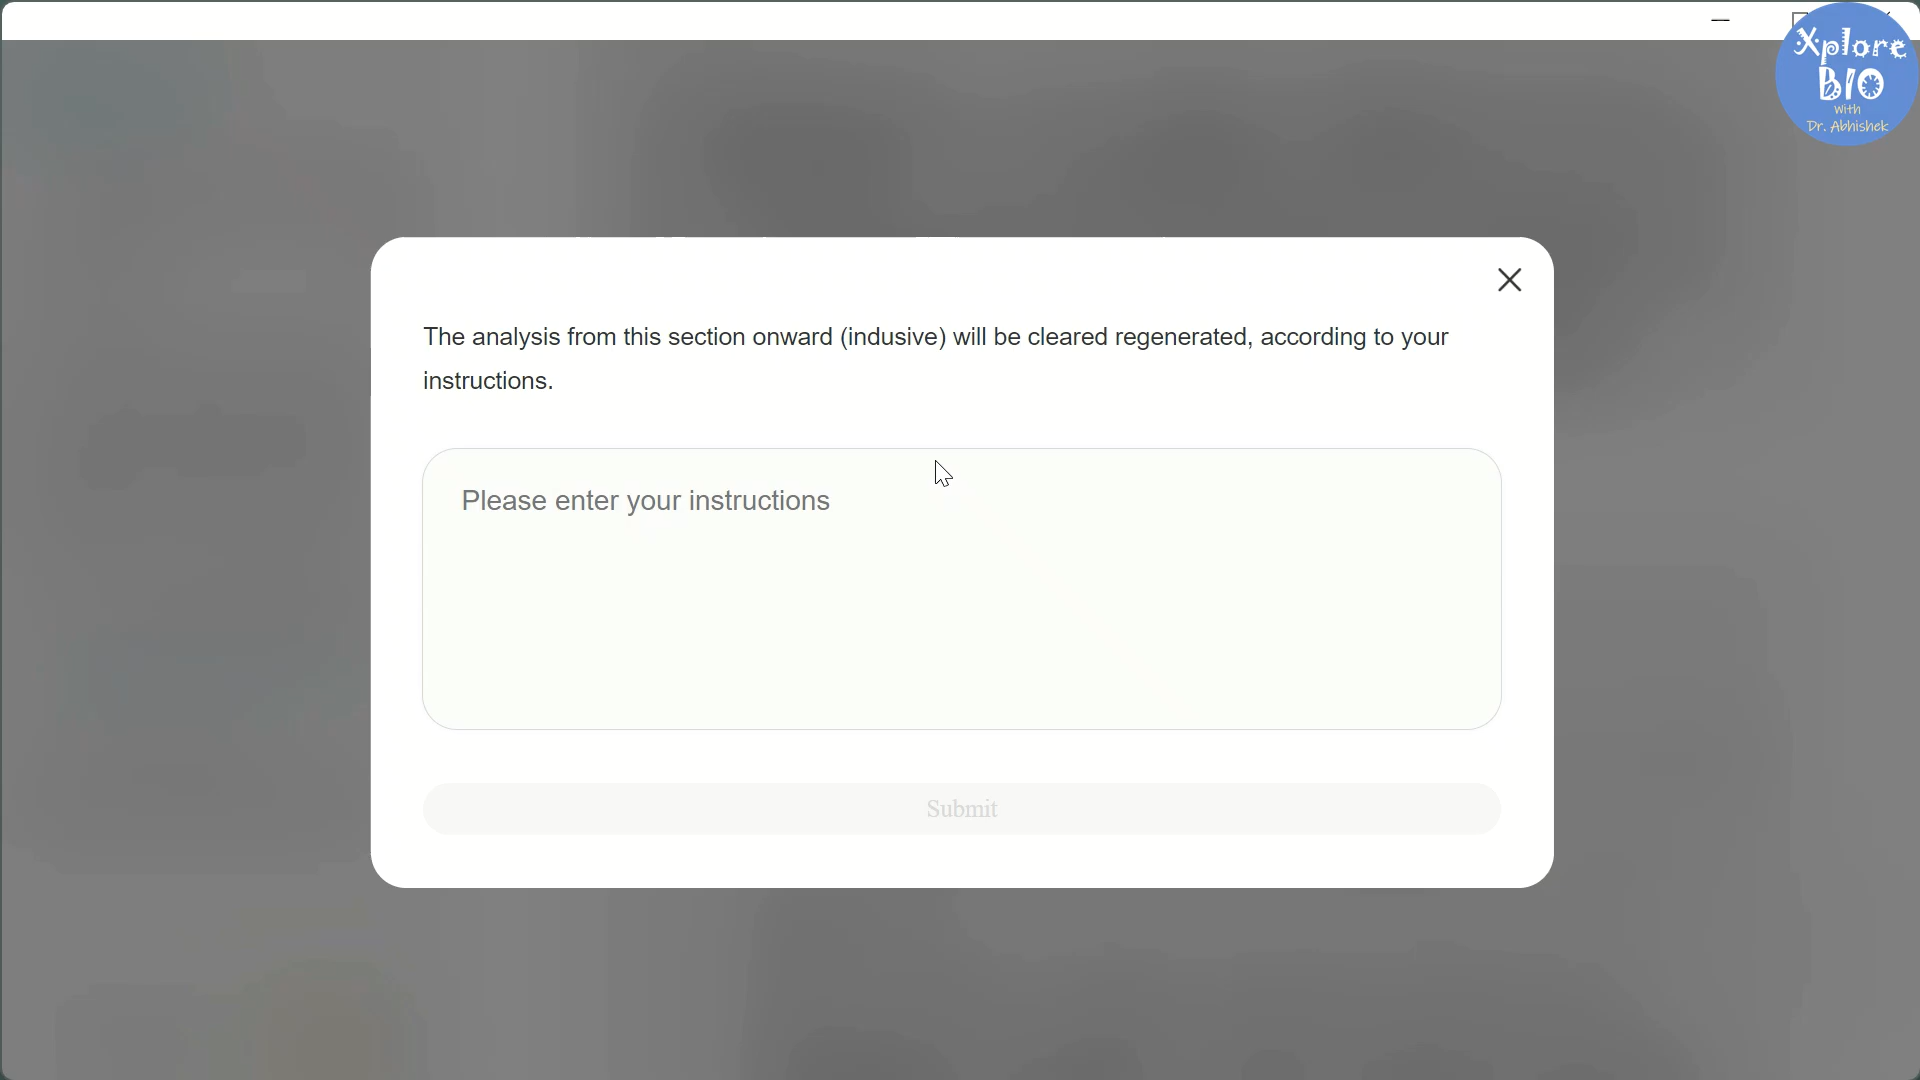 Xplore
BIO
With
Dr. Abhishek
The analysis from this section onward (indusive) will be cleared regenerated, according to your
instructions.
Please enter your instructions
Submit